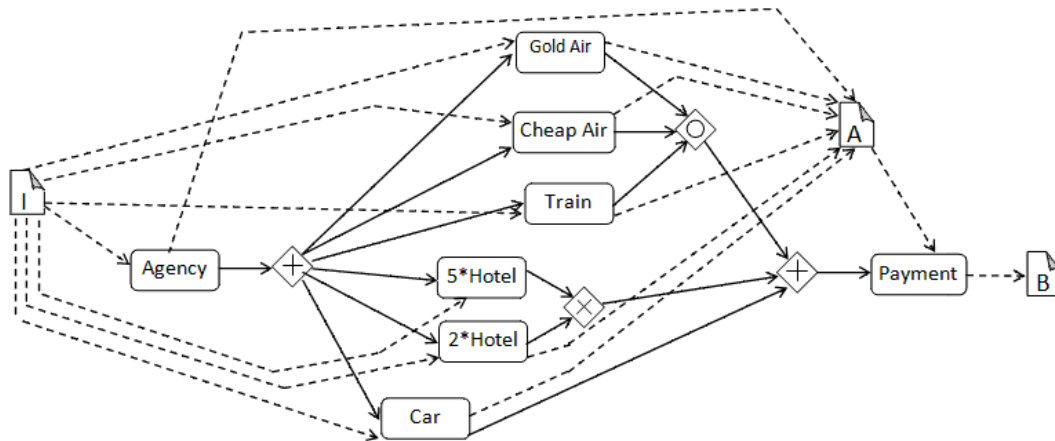 Gold Air
Cheap Air
A
I
Train
Agency
5*Hotel
Payment
B
2*Hotel
Car